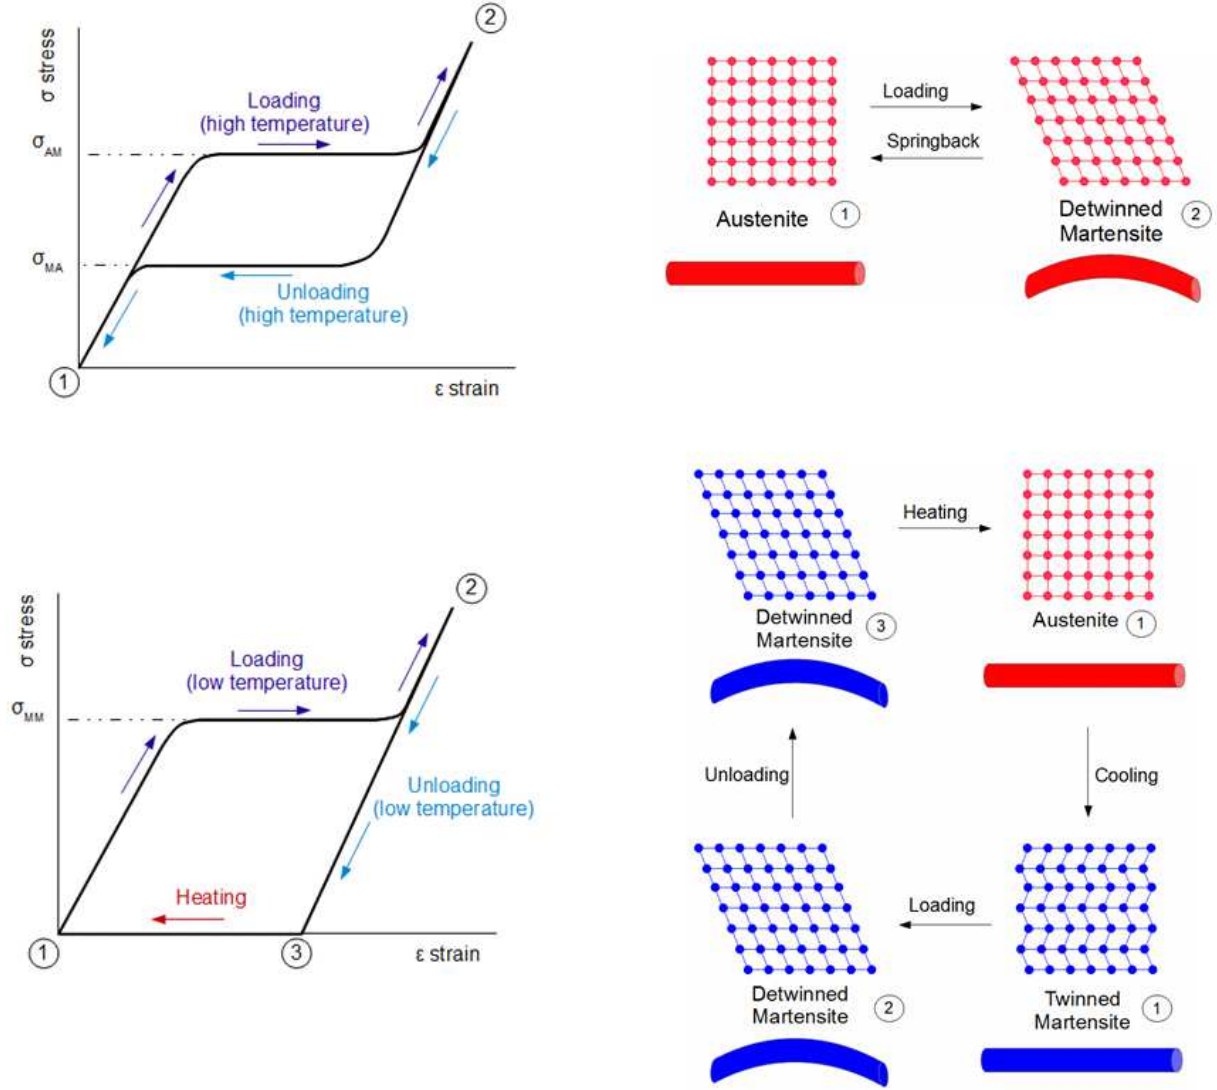 ②
σ stress
Loading
(high temperature)
σAM
σMA
Unloading
(high temperature)
①
ε strain
Loading
Springback
Austenite ①
Detwinned
Martensite ②
②
σ stress
Loading
(low temperature)
σMM
Unloading
(low temperature)
Heating
①
③
ε strain
Heating
Detwinned
Martensite ③
Austenite ①
Unloading
Cooling
Loading
Detwinned
Martensite ②
Twinned
Martensite ①